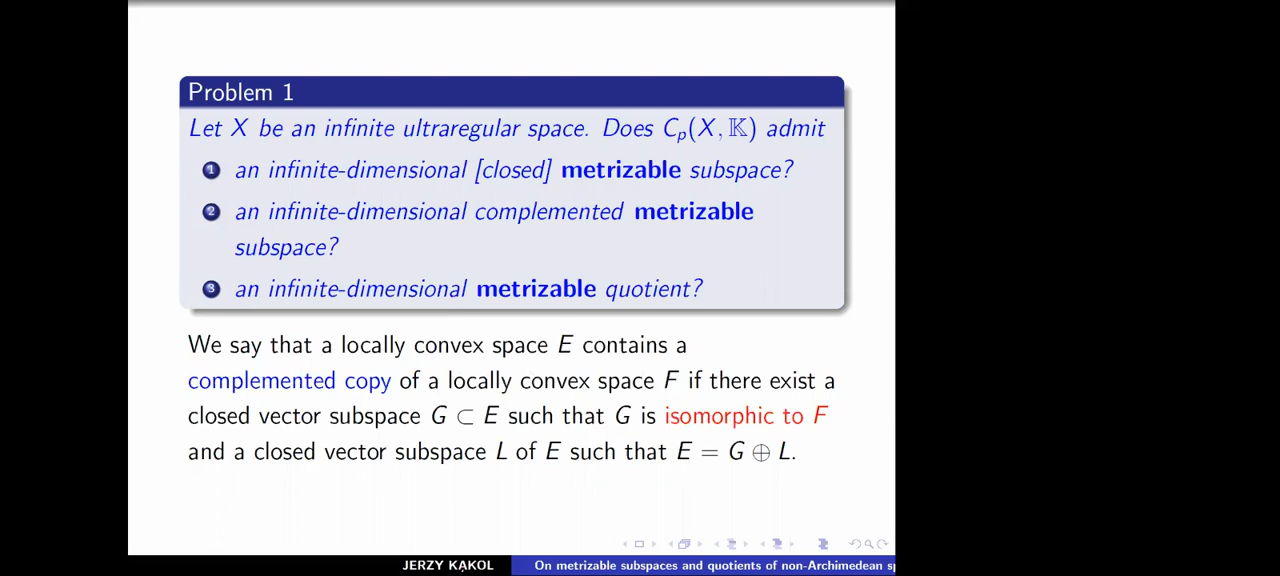 Problem 1
Let X be an infinite ultraregular space. Does Cₚ(X, 𝕂) admit
1 an infinite-dimensional [closed] metrizable subspace?
2 an infinite-dimensional complemented metrizable
subspace?
3 an infinite-dimensional metrizable quotient?
We say that a locally convex space E contains a
complemented copy of a locally convex space F if there exist a
closed vector subspace G ⊂ E such that G is isomorphic to F
and a closed vector subspace L of E such that E = G ⊕ L.
JERZY KĄKOL On metrizable subspaces and quotients of non-Archimedean sp